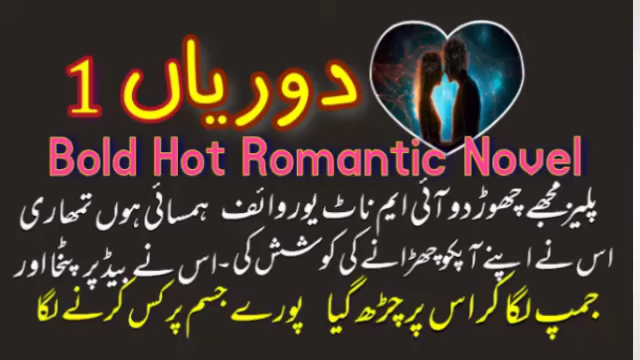 دوریاں 1
Bold Hot Romantic Novel
پلیز مجھے چھوڑ دو آئی ایم ناٹ یور وائف ہمسائی ہوں تمھاری
اس نے اپنے آپکو چھڑانے کی کوشش کی - اس نے بیڈ پر پٹخا اور
جمپ لگا کر اس پر چڑھ گیا پورے جسم پر کس کرنے لگا